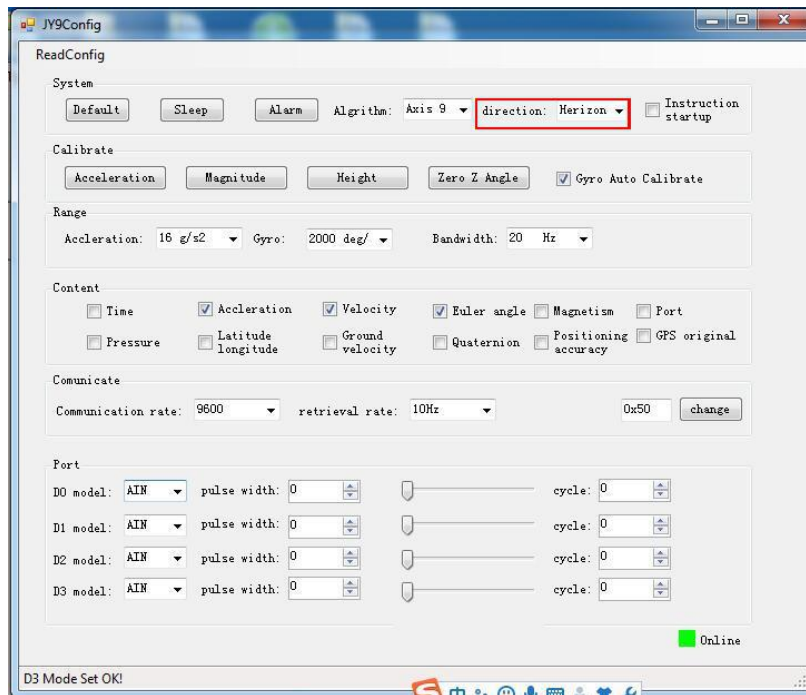 JY9Config
ReadConfig
System
Default Sleep Alarm Algrithm: Axis 9 direction: Herizon Instruction startup
Calibrate
Acceleration Magnitude Height Zero Z Angle Gyro Auto Calibrate
Range
Accleration: 16 g/s2 Gyro: 2000 deg/ Bandwidth: 20 Hz
Content
Time Accleration Velocity Euler angle Magnetism Port
Pressure Latitude longitude Ground velocity Quaternion Positioning accuracy GPS original
Comunicate
Communication rate: 9600 retrieval rate: 10Hz 0x50 change
Port
D0 model: AIN pulse width: 0 cycle: 0
D1 model: AIN pulse width: 0 cycle: 0
D2 model: AIN pulse width: 0 cycle: 0
D3 model: AIN pulse width: 0 cycle: 0
Online
D3 Mode Set OK!
中